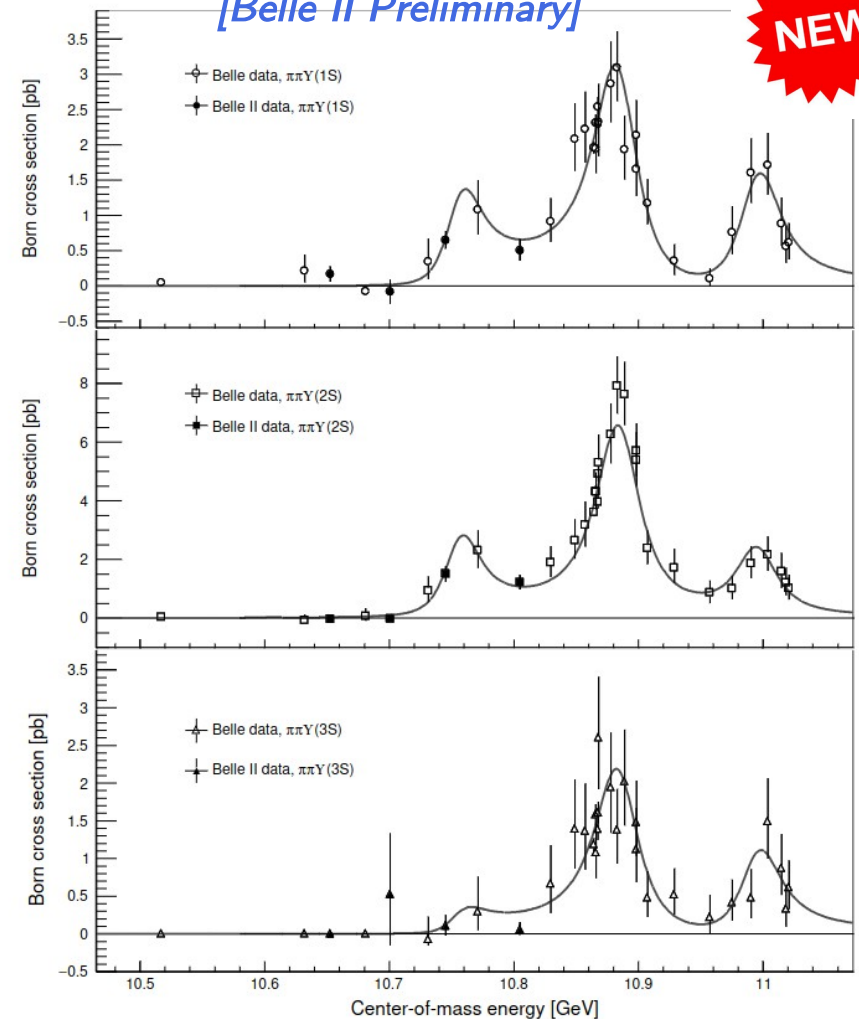 [Belle II Preliminary]
NEW
Born cross section [pb]
3.5
3
2.5
2
1.5
1
0.5
0
−0.5
Belle data, ππΥ(1S)
Belle II data, ππΥ(1S)
Born cross section [pb]
8
6
4
2
0
Belle data, ππΥ(2S)
Belle II data, ππΥ(2S)
Born cross section [pb]
3.5
3
2.5
2
1.5
1
0.5
0
−0.5
Belle data, ππΥ(3S)
Belle II data, ππΥ(3S)
10.5 10.6 10.7 10.8 10.9 11
Center-of-mass energy [GeV]